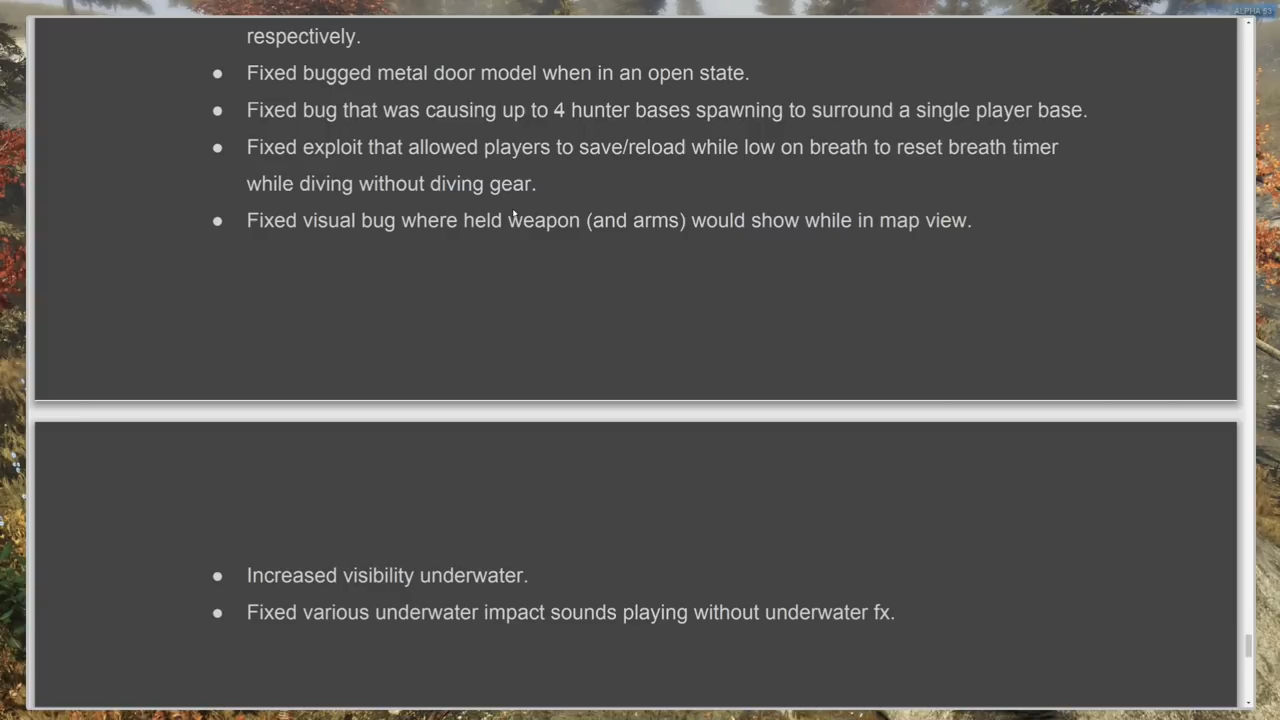 ALPHA 53
respectively.
● Fixed bugged metal door model when in an open state.
● Fixed bug that was causing up to 4 hunter bases spawning to surround a single player base.
● Fixed exploit that allowed players to save/reload while low on breath to reset breath timer
while diving without diving gear.
● Fixed visual bug where held weapon (and arms) would show while in map view.
● Increased visibility underwater.
● Fixed various underwater impact sounds playing without underwater fx.